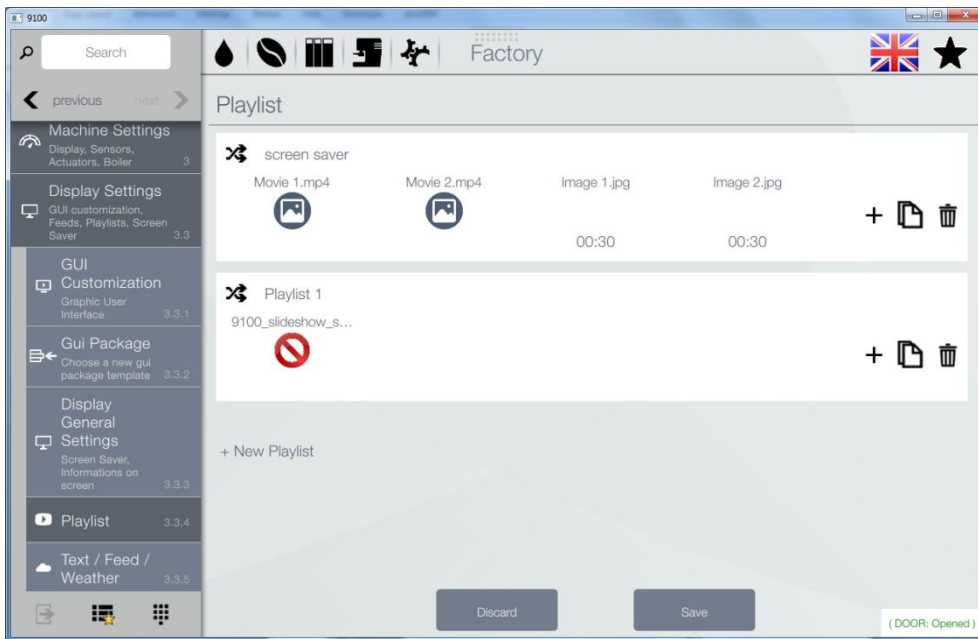 9100
Search
previous next
Machine Settings
Display, Sensors,
Actuators, Boiler 3
Display Settings
GUI customization,
Feeds, Playlists, Screen
Saver 3.3
GUI
Customization
Graphic User
Interface 3.3.1
Gui Package
Choose a new gui
package template 3.3.2
Display
General
Settings
Screen Saver,
Informations on
screen 3.3.3
Playlist 3.3.4
Text / Feed /
Weather 3.3.5
Factory
Playlist
screen saver
Movie 1.mp4 Movie 2.mp4 Image 1.jpg Image 2.jpg
00:30 00:30
Playlist 1
9100_slideshow_s...
+ New Playlist
Discard Save
( DOOR: Opened )